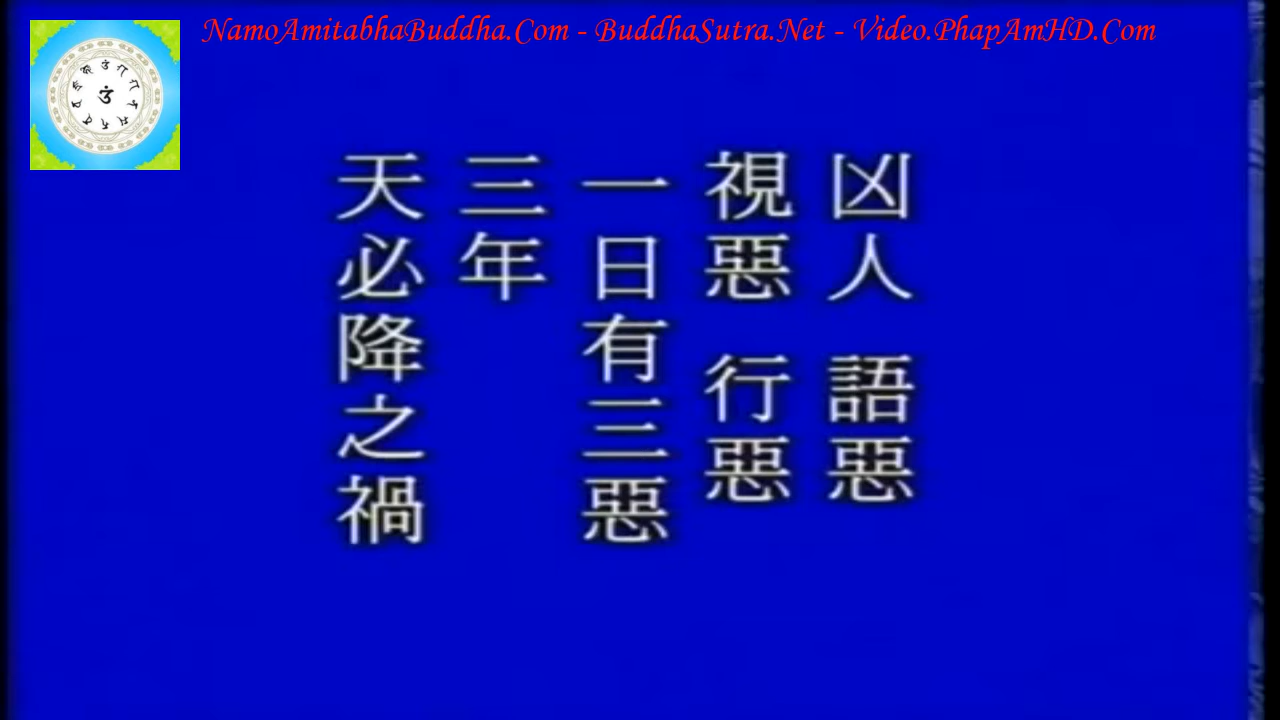 NamoAmitabhaBuddha.Com - BuddhaSutra.Net - Video.PhapAmHD.Com
凶人 語惡
視惡 行惡
一日有三惡
三年
天必降之禍